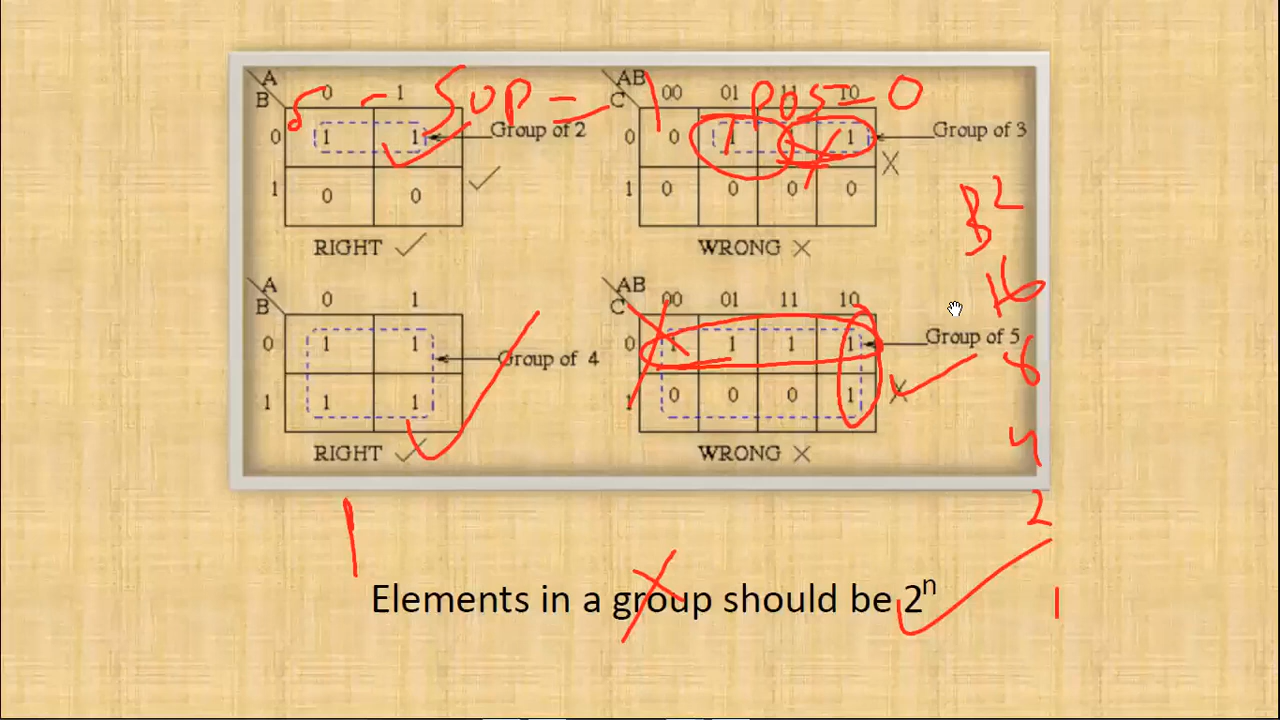 A 0 1
B
0 1 1 Group of 2
1 0 0
RIGHT
AB 00 01 11 10
C
0 0 1 1 Group of 3
1 0 0 0 0
WRONG
A 0 1
B
0 1 1 Group of 4
1 1 1
RIGHT
AB 00 01 11 10
C
0 1 1 1 1 Group of 5
1 0 0 0 1
WRONG
SOP = 1
POS = 0
16
8
4
2
1
Elements in a group should be 2ⁿ